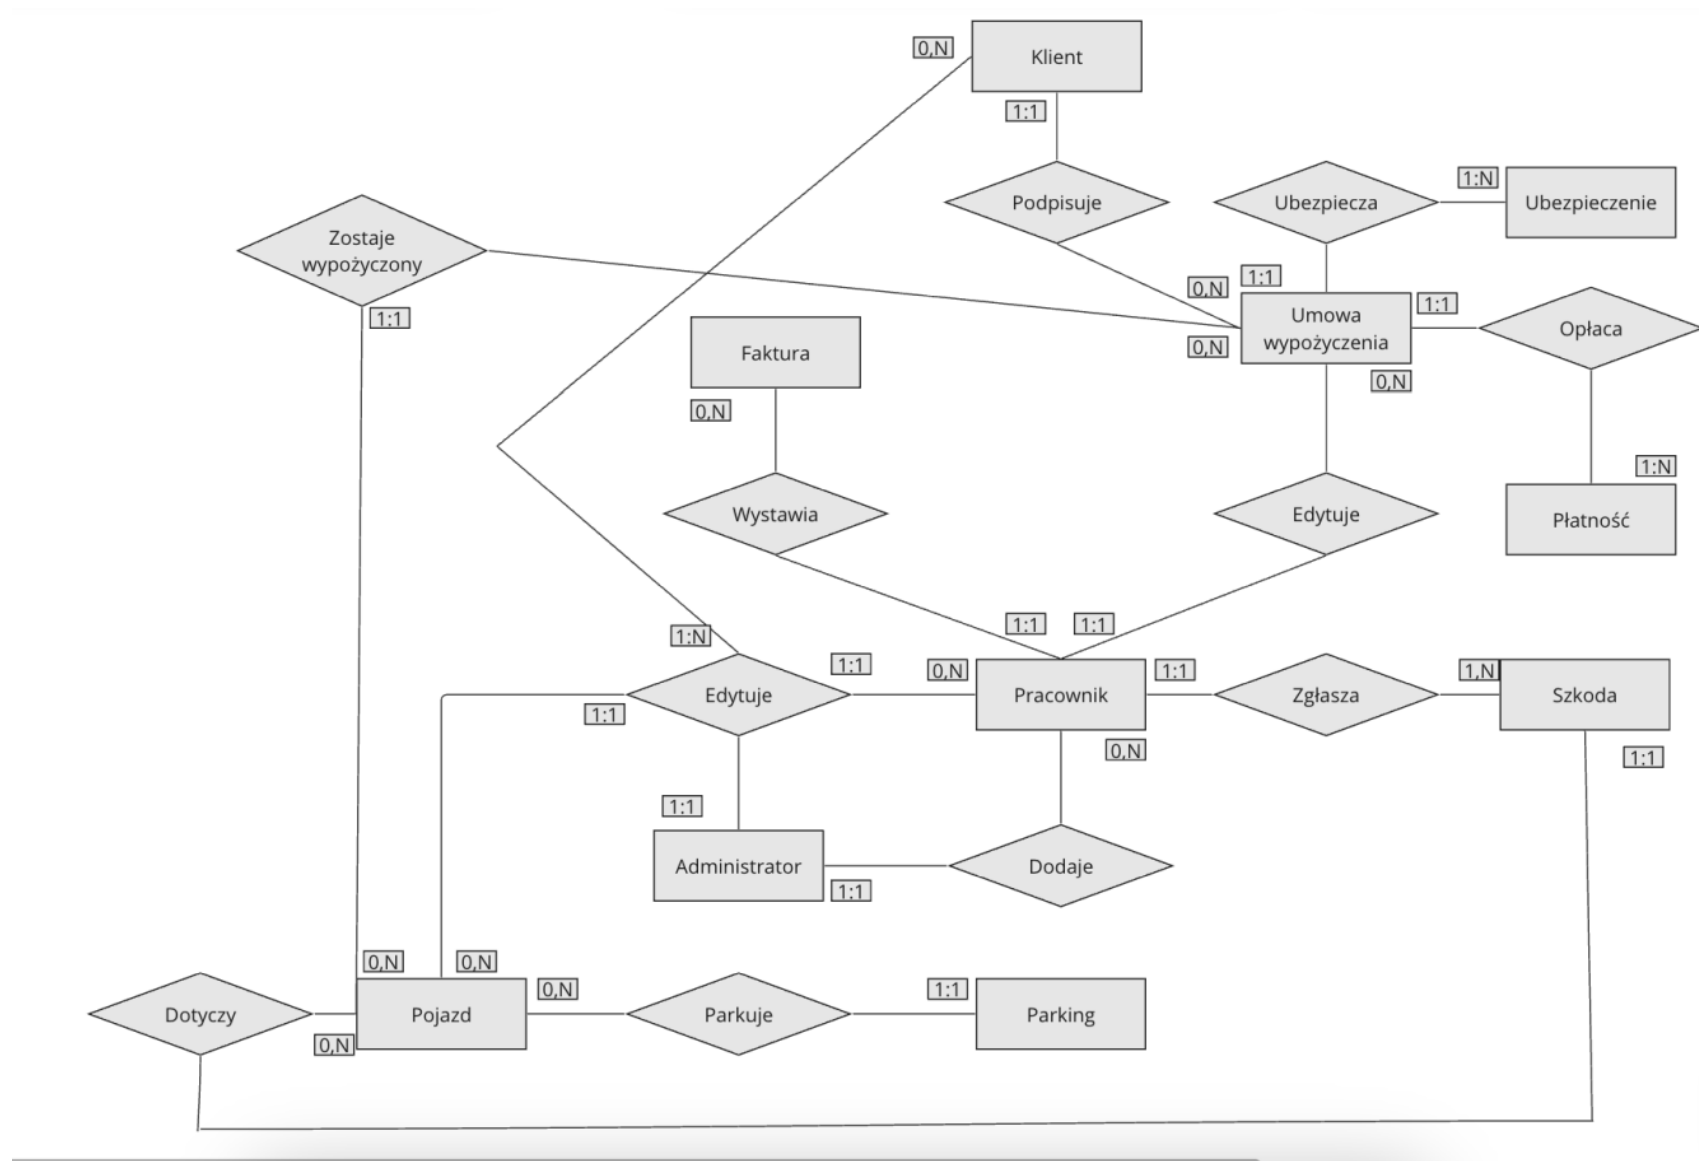 0,N
Klient
1:1
Podpisuje
Ubezpiecza
1:N
Ubezpieczenie
Zostaje
wypożyczony
1:1
0,N
1:1
Umowa
wypożyczenia
1:1
Opłaca
0,N
0,N
Faktura
0,N
1:N
Płatność
Wystawia
Edytuje
1:1
1:1
1:N
Edytuje
1:1
1:1
0,N
Pracownik
1:1
Zgłasza
1,N
Szkoda
0,N
1:1
1:1
Administrator
1:1
Dodaje
0,N
0,N
Dotyczy
0,N
Pojazd
0,N
Parkuje
1:1
Parking